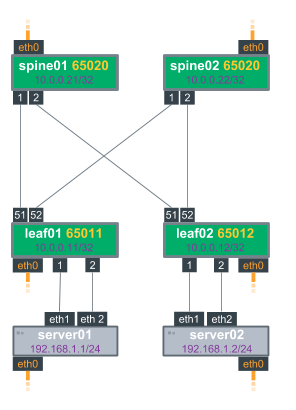 eth0 eth0
spine01 65020 spine02 65020
10.0.0.21/32 10.0.0.22/32
1 2 1 2
51 52 51 52
leaf01 65011 leaf02 65012
10.0.0.11/32 10.0.0.12/32
eth0 1 2 1 2 eth0
eth1 eth 2 eth1 eth2
server01 server02
192.168.1.1/24 192.168.1.2/24
eth0 eth0